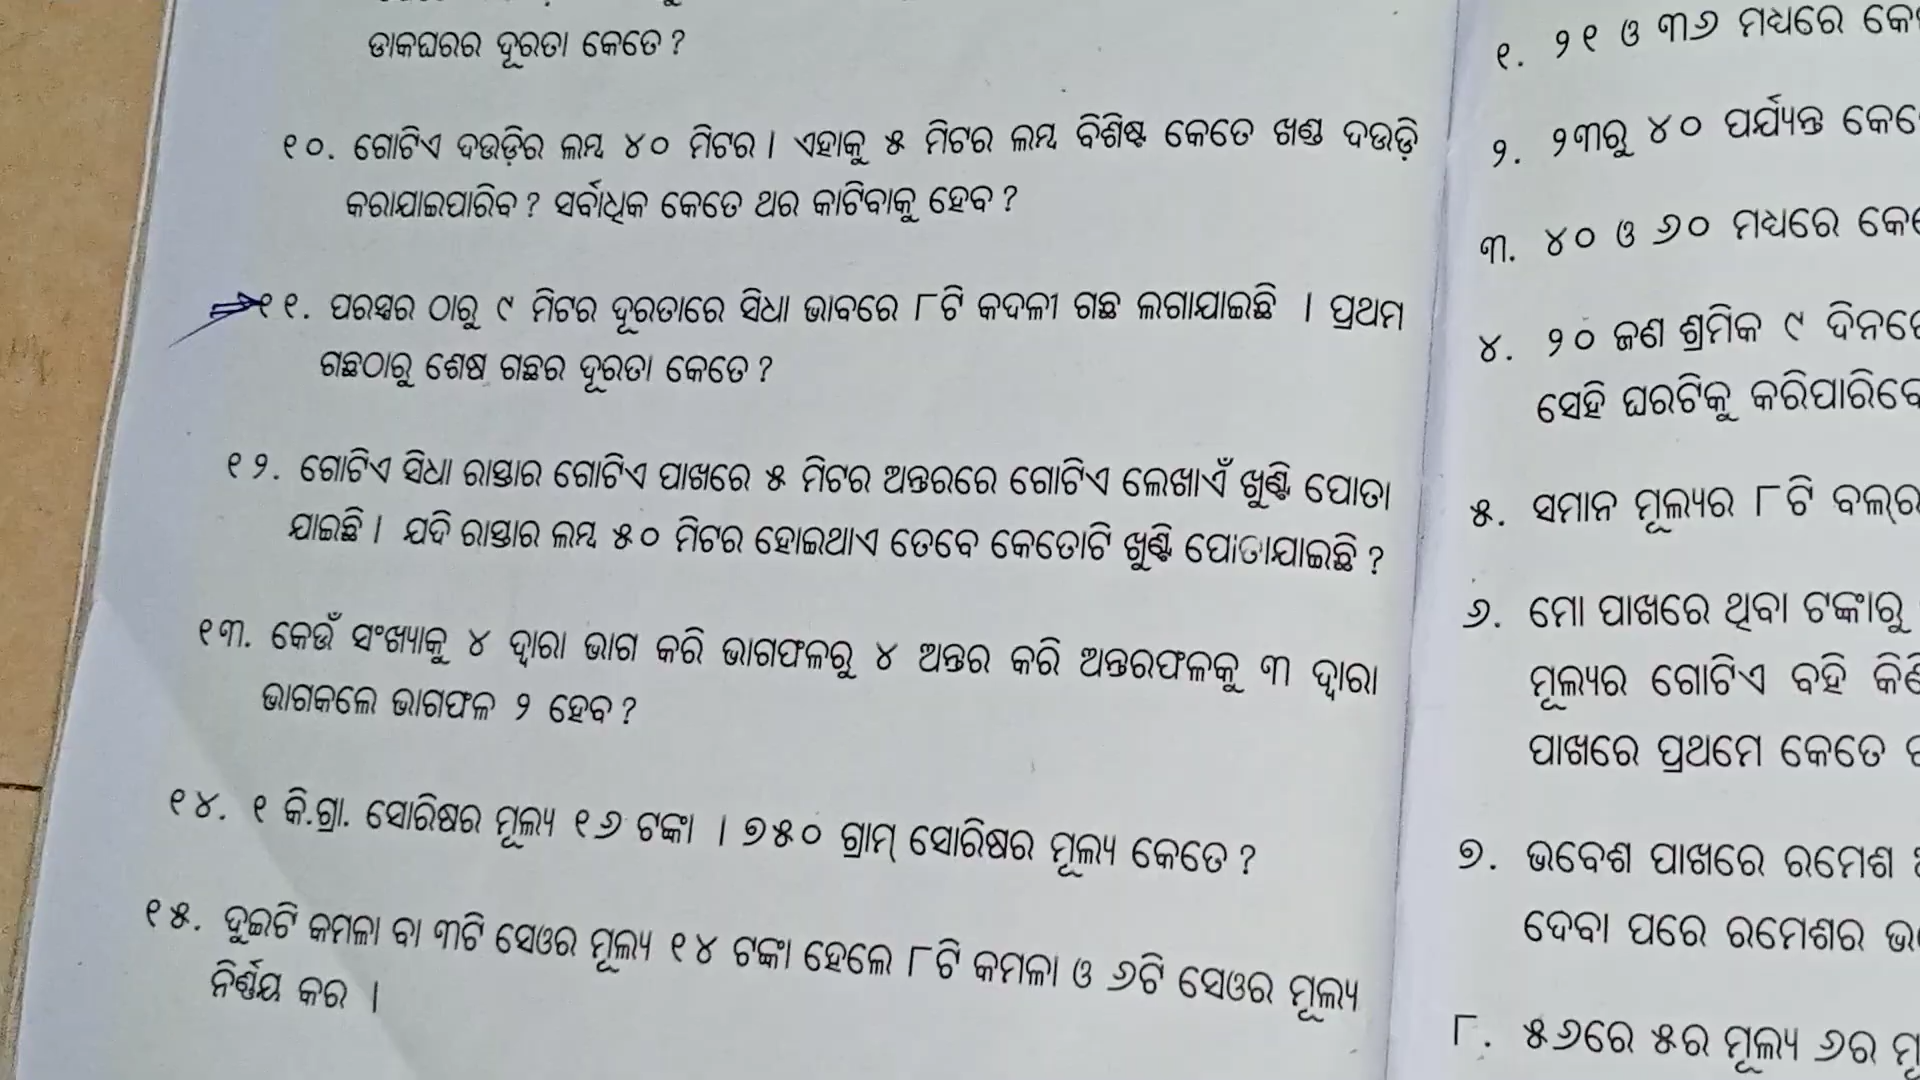 ଡାକଘରର ଦୂରତା କେତେ ?
୧୦. ଗୋଟିଏ ଦଉଡ଼ିର ଲମ୍ବ ୪୦ ମିଟର । ଏହାକୁ ୫ ମିଟର ଲମ୍ବ ବିଶିଷ୍ଟ କେତେ ଖଣ୍ଡ ଦଉଡ଼ି
କରାଯାଇପାରିବ ? ସର୍ବାଧିକ କେତେ ଥର କାଟିବାକୁ ହେବ ?
୧୧. ପରସ୍ପର ଠାରୁ ୯ ମିଟର ଦୂରତାରେ ସିଧା ଭାବରେ ୮ଟି କଦଳୀ ଗଛ ଲଗାଯାଇଛି । ପ୍ରଥମ
ଗଛଠାରୁ ଶେଷ ଗଛର ଦୂରତା କେତେ ?
୧୨. ଗୋଟିଏ ସିଧା ରାସ୍ତାର ଗୋଟିଏ ପାଖରେ ୫ ମିଟର ଅନ୍ତରରେ ଗୋଟିଏ ଲେଖାଏଁ ଖୁଣ୍ଟି ପୋତା
ଯାଇଛି । ଯଦି ରାସ୍ତାର ଲମ୍ବ ୫୦ ମିଟର ହୋଇଥାଏ ତେବେ କେତୋଟି ଖୁଣ୍ଟି ପୋତାଯାଇଛି ?
୧୩. କେଉଁ ସଂଖ୍ୟାକୁ ୪ ଦ୍ୱାରା ଭାଗ କରି ଭାଗଫଳରୁ ୪ ଅନ୍ତର କରି ଅନ୍ତରଫଳକୁ ୩ ଦ୍ୱାରା
ଭାଗକଲେ ଭାଗଫଳ ୨ ହେବ ?
୧୪. ୧ କି.ଗ୍ରା. ସୋରିଷର ମୂଲ୍ୟ ୧୬ ଟଙ୍କା । ୭୫୦ ଗ୍ରାମ୍ ସୋରିଷର ମୂଲ୍ୟ କେତେ ?
୧୫. ଦୁଇଟି କମଳା ବା ୩ଟି ସେଓର ମୂଲ୍ୟ ୧୪ ଟଙ୍କା ହେଲେ ୮ଟି କମଳା ଓ ୬ଟି ସେଓର ମୂଲ୍ୟ
ନିର୍ଣ୍ଣୟ କର ।
୧. ୨୧ ଓ ୩୬ ମଧ୍ୟରେ
୨. ୨୩ରୁ ୪୦ ପର୍ଯ୍ୟନ୍ତ
୩. ୪୦ ଓ ୬୦ ମଧ୍ୟରେ
୪. ୨୦ ଜଣ ଶ୍ରମିକ ୯
ସେହି ଘରଟିକୁ
୫. ସମାନ ମୂଲ୍ୟର ୮ଟି
୬. ମୋ ପାଖରେ ଥିବା ଟଙ୍କାରୁ
ମୂଲ୍ୟର ଗୋଟିଏ ବହି
ପାଖରେ ପ୍ରଥମେ କେତେ
୭. ଭବେଶ ପାଖରେ ରମେଶ
ଦେବା ପରେ ରମେଶର
୮. ୫୬ରେ ୫ର ମୂଲ୍ୟ ୬ର